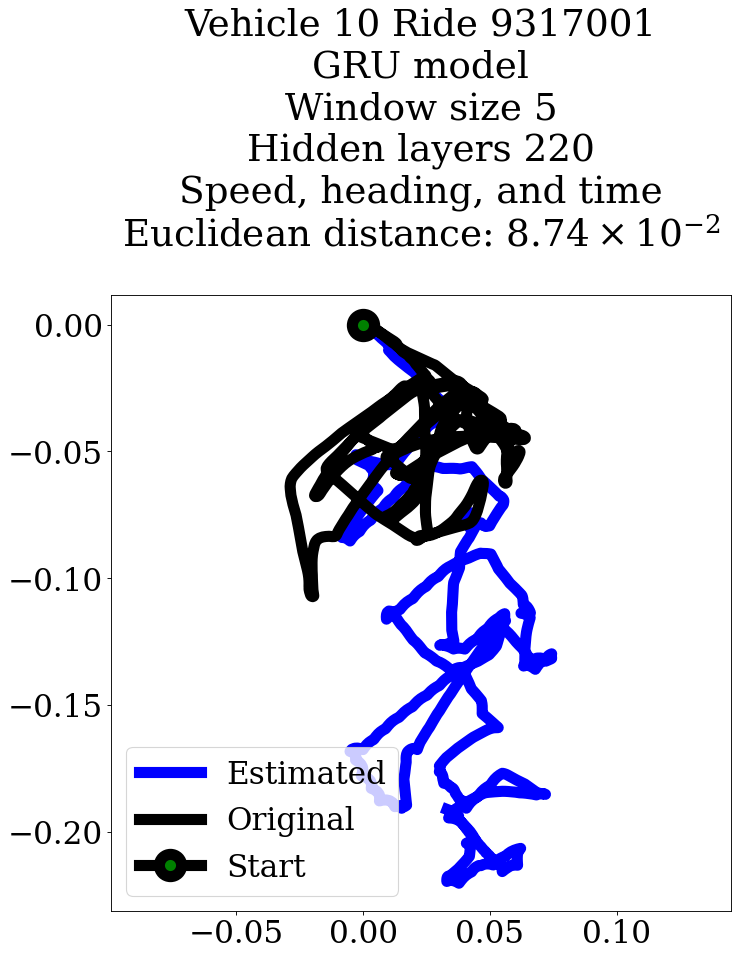 Vehicle 10 Ride 9317001
GRU model
Window size 5
Hidden layers 220
Speed, heading, and time
Euclidean distance: 8.74 × 10⁻²
0.00
−0.05
−0.10
−0.15
−0.20
Estimated
Original
Start
−0.05 0.00 0.05 0.10